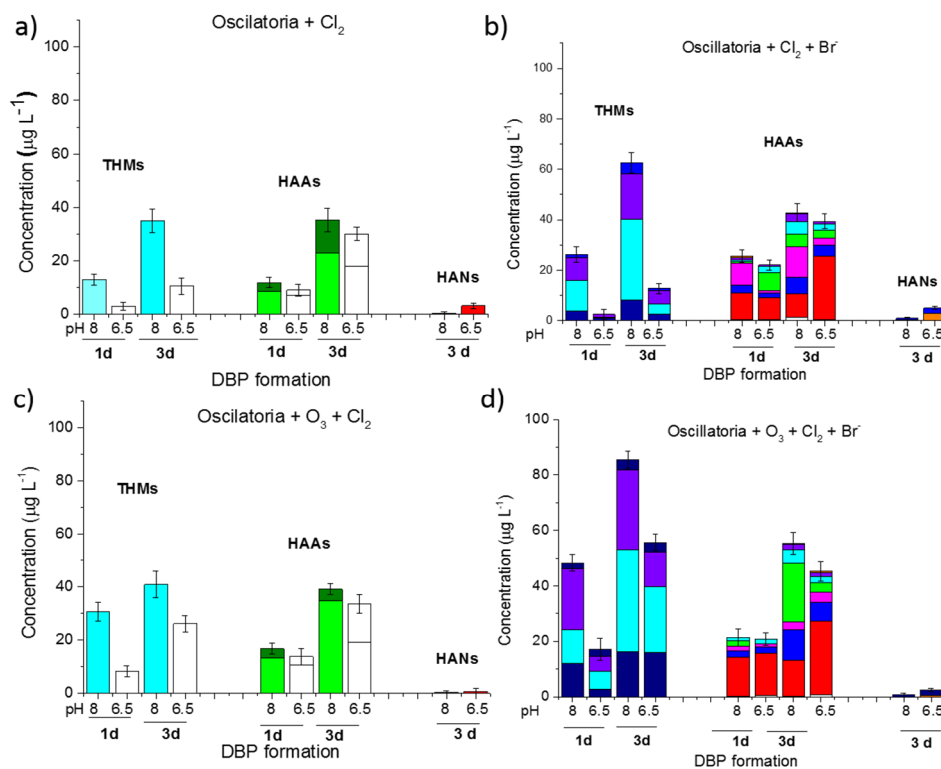 a)
Oscilatoria + Cl₂
Concentration (μg L⁻¹)
100
80
60
40
20
0
THMs
HAAs
HANs
pH 8 6.5 8 6.5 8 6.5 8 6.5 8 6.5
1d 3d 1d 3d 3 d
DBP formation
b)
Oscillatoria + Cl₂ + Br⁻
Concentration (μg L⁻¹)
100
80
60
40
20
0
THMs
HAAs
HANs
pH 8 6.5 8 6.5 8 6.5 8 6.5 8 6.5
1d 3d 1d 3d 3 d
DBP formation
c)
Oscilatoria + O₃ + Cl₂
Concentration (μg L⁻¹)
100
80
60
40
20
0
THMs
HAAs
HANs
pH 8 6.5 8 6.5 8 6.5 8 6.5 8 6.5
1d 3d 1d 3d 3 d
DBP formation
d)
Oscillatoria + O₃ + Cl₂ + Br⁻
Concentration (μg L⁻¹)
100
80
60
40
20
0
pH 8 6.5 8 6.5 8 6.5 8 6.5 8 6.5
1d 3d 1d 3d 3 d
DBP formation